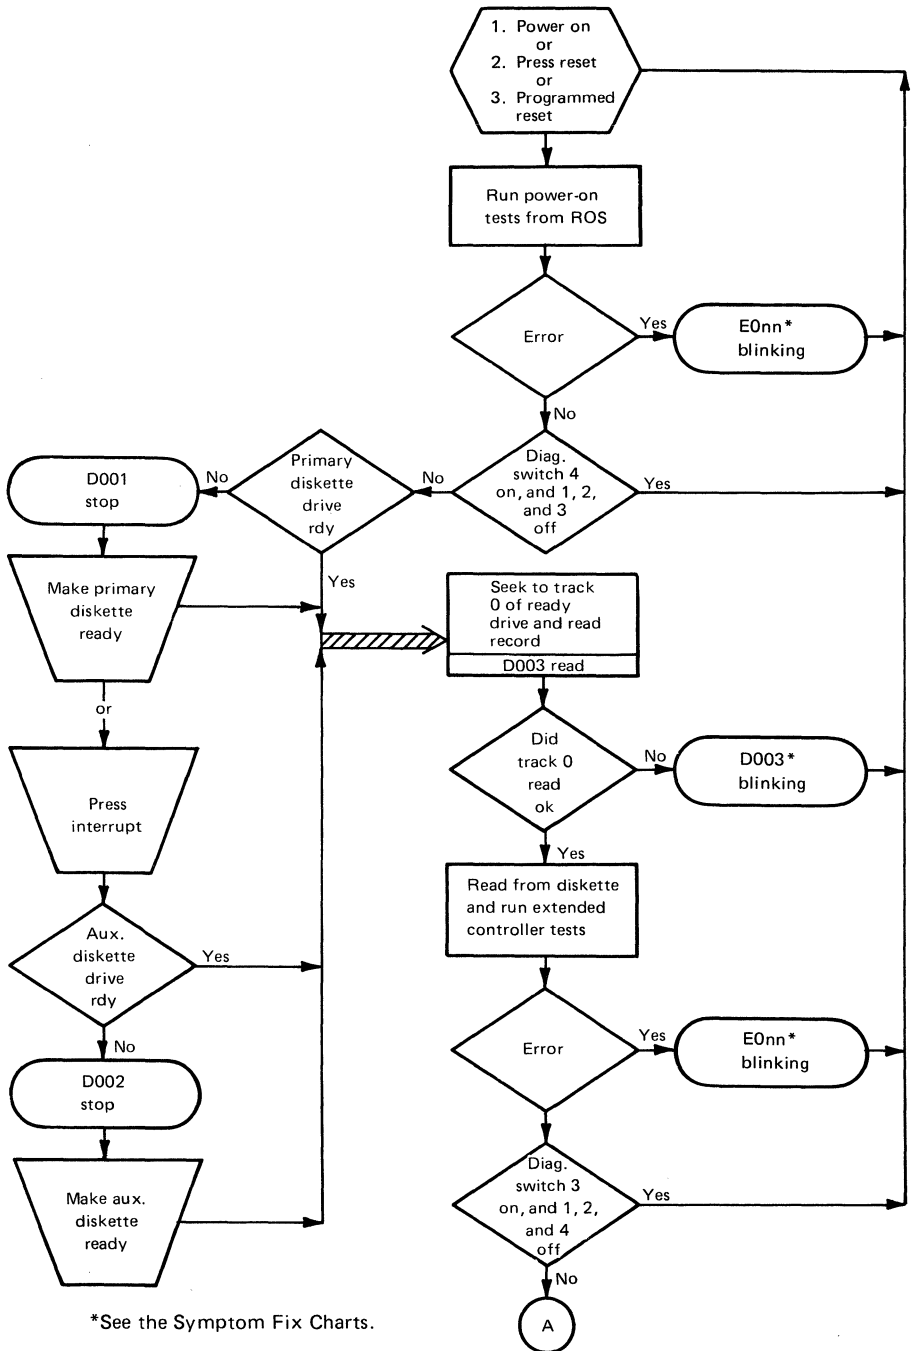 1. Power on
or
2. Press reset
or
3. Programmed
reset
Run power-on
tests from ROS
Error
Yes
E0nn*
blinking
No
Diag.
switch 4
on, and 1, 2,
and 3
off
Yes
No
Primary
diskette
drive
rdy
No
D001
stop
Yes
Make primary
diskette
ready
or
Press
interrupt
Aux.
diskette
drive
rdy
Yes
No
D002
stop
Make aux.
diskette
ready
Seek to track
0 of ready
drive and read
record
D003 read
Did
track 0
read
ok
No
D003*
blinking
Yes
Read from diskette
and run extended
controller tests
Error
Yes
E0nn*
blinking
Diag.
switch 3
on, and 1, 2,
and 4
off
Yes
No
A
*See the Symptom Fix Charts.